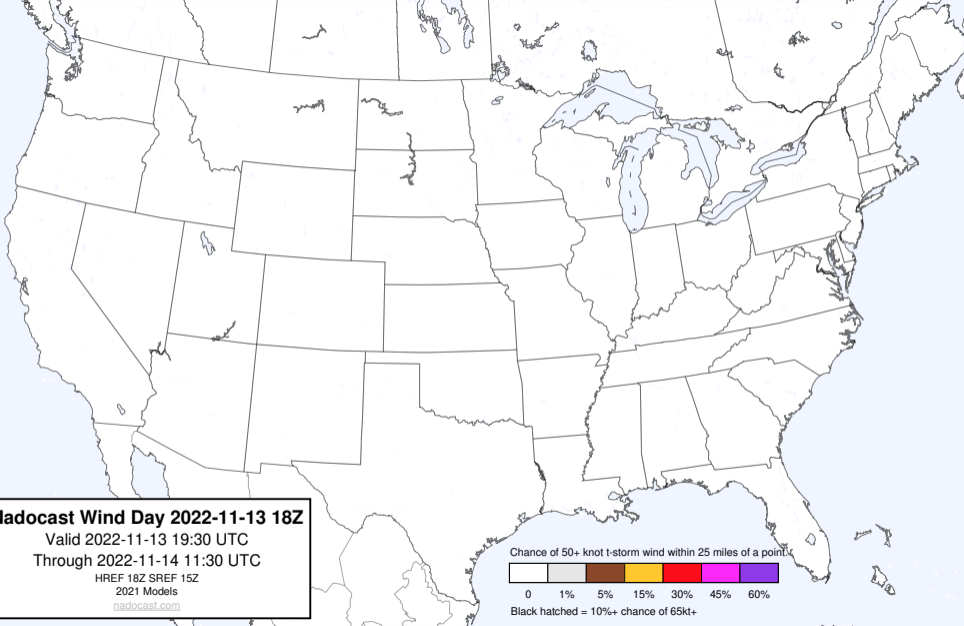 adocast Wind Day 2022-11-13 18Z
Valid 2022-11-13 19:30 UTC
Through 2022-11-14 11:30 UTC
HREF 18Z SREF 15Z
2021 Models
nadocast.com
Chance of 50+ knot t-storm wind within 25 miles of a point.
0 1% 5% 15% 30% 45% 60%
Black hatched = 10%+ chance of 65kt+